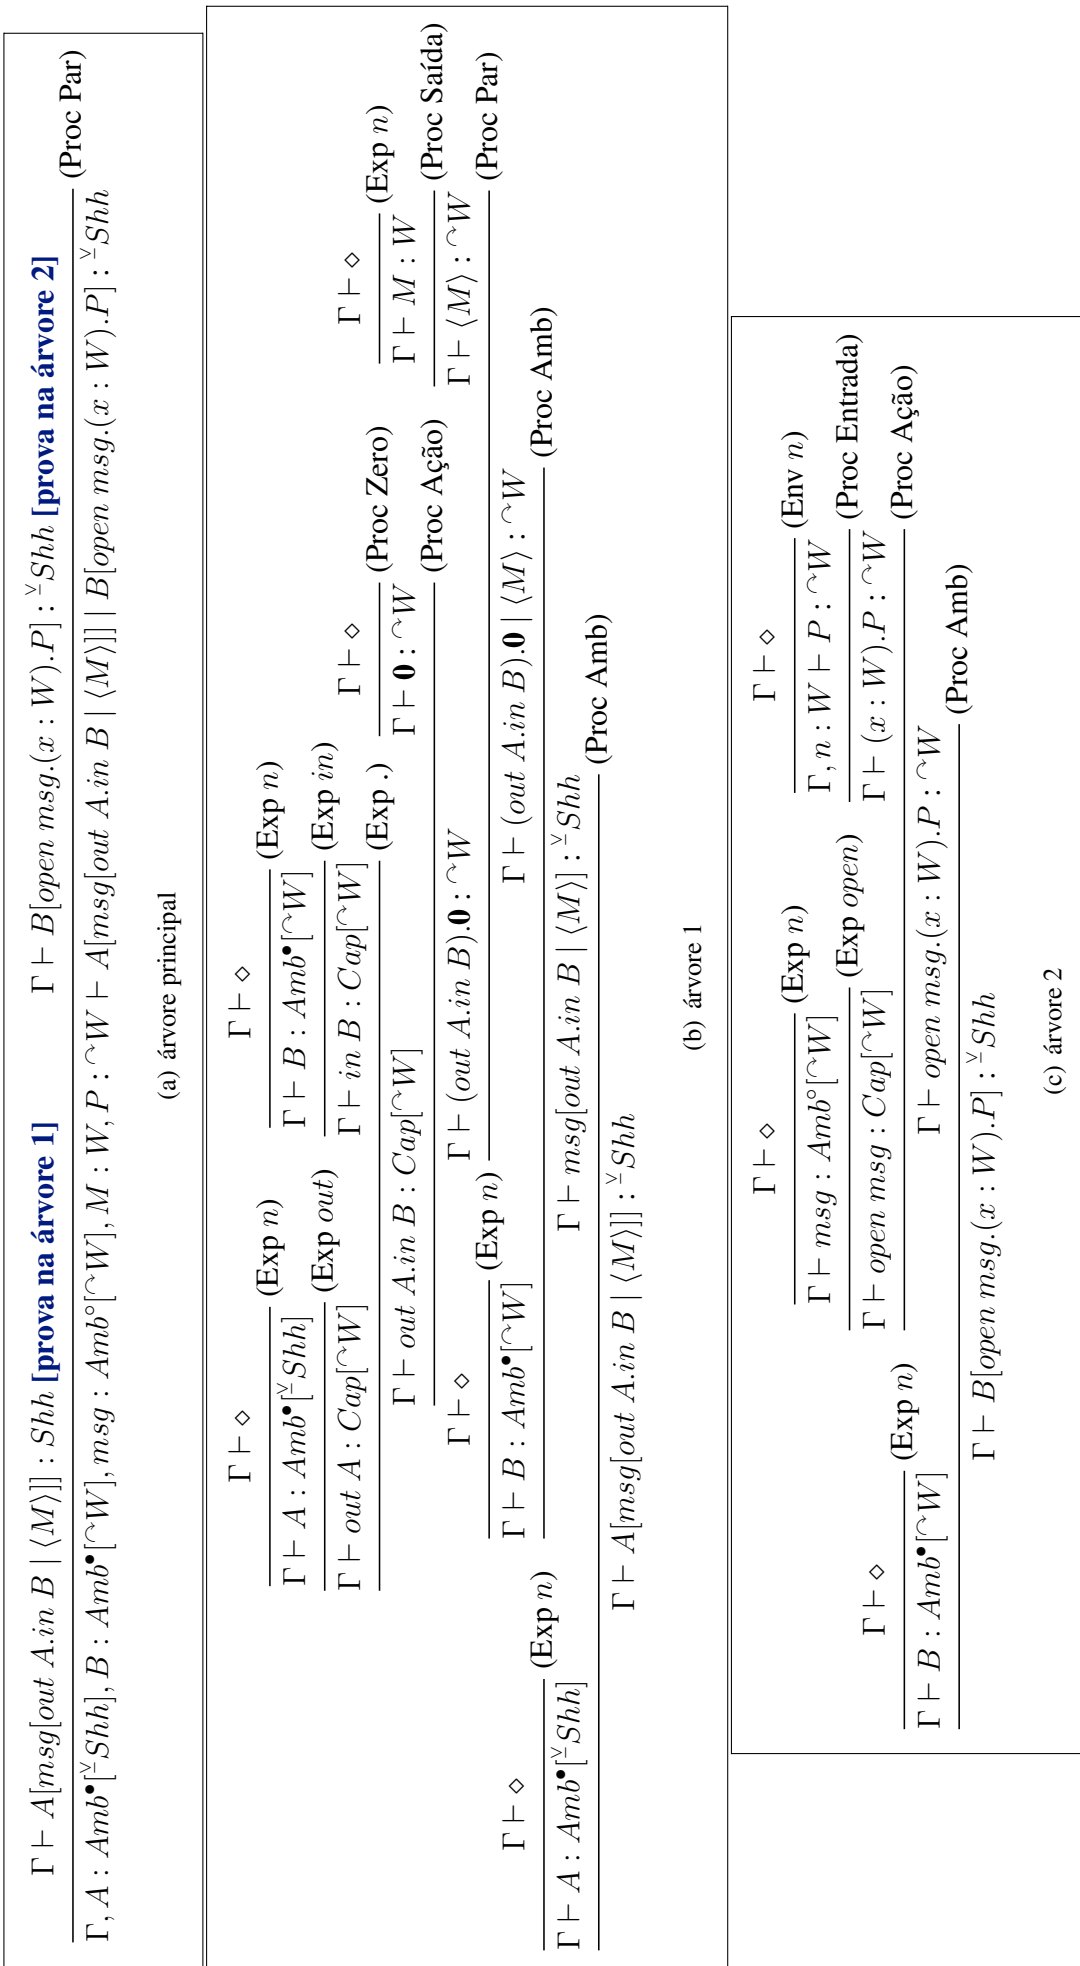 Γ ⊢ A[msg[out A.in B | ⟨M⟩]] : Shh [prova na árvore 1] Γ ⊢ B[open msg.(x : W).P] : ⊻Shh [prova na árvore 2]
Γ, A : Amb•[⊻Shh], B : Amb•[↷W], msg : Amb°[↷W], M : W, P : ↷W ⊢ A[msg[out A.in B | ⟨M⟩]] | B[open msg.(x : W).P] : ⊻Shh (Proc Par)
(a) árvore principal
Γ ⊢ ◇ Γ ⊢ ◇
Γ ⊢ A : Amb•[⊻Shh] (Exp n) Γ ⊢ B : Amb•[↷W] (Exp n)
Γ ⊢ out A : Cap[↷W] (Exp out) Γ ⊢ in B : Cap[↷W] (Exp in) Γ ⊢ ◇ Γ ⊢ ◇
Γ ⊢ out A.in B : Cap[↷W] (Exp .) Γ ⊢ 0 : ↷W (Proc Zero) Γ ⊢ M : W (Exp n)
Γ ⊢ ◇ Γ ⊢ (out A.in B).0 : ↷W (Proc Ação) Γ ⊢ ⟨M⟩ : ↷W (Proc Saída)
Γ ⊢ ◇ Γ ⊢ B : Amb•[↷W] (Exp n) Γ ⊢ (out A.in B).0 | ⟨M⟩ : ↷W (Proc Par)
Γ ⊢ A : Amb•[⊻Shh] (Exp n) Γ ⊢ msg[out A.in B | ⟨M⟩] : ⊻Shh (Proc Amb)
Γ ⊢ A[msg[out A.in B | ⟨M⟩]] : ⊻Shh (Proc Amb)
(b) árvore 1
Γ ⊢ ◇ Γ ⊢ ◇
Γ ⊢ msg : Amb°[↷W] (Exp n) Γ, n : W ⊢ P : ↷W (Env n)
Γ ⊢ ◇ Γ ⊢ open msg : Cap[↷W] (Exp open) Γ ⊢ (x : W).P : ↷W (Proc Entrada)
Γ ⊢ B : Amb•[↷W] (Exp n) Γ ⊢ open msg.(x : W).P : ↷W (Proc Ação)
Γ ⊢ B[open msg.(x : W).P] : ⊻Shh (Proc Amb)
(c) árvore 2